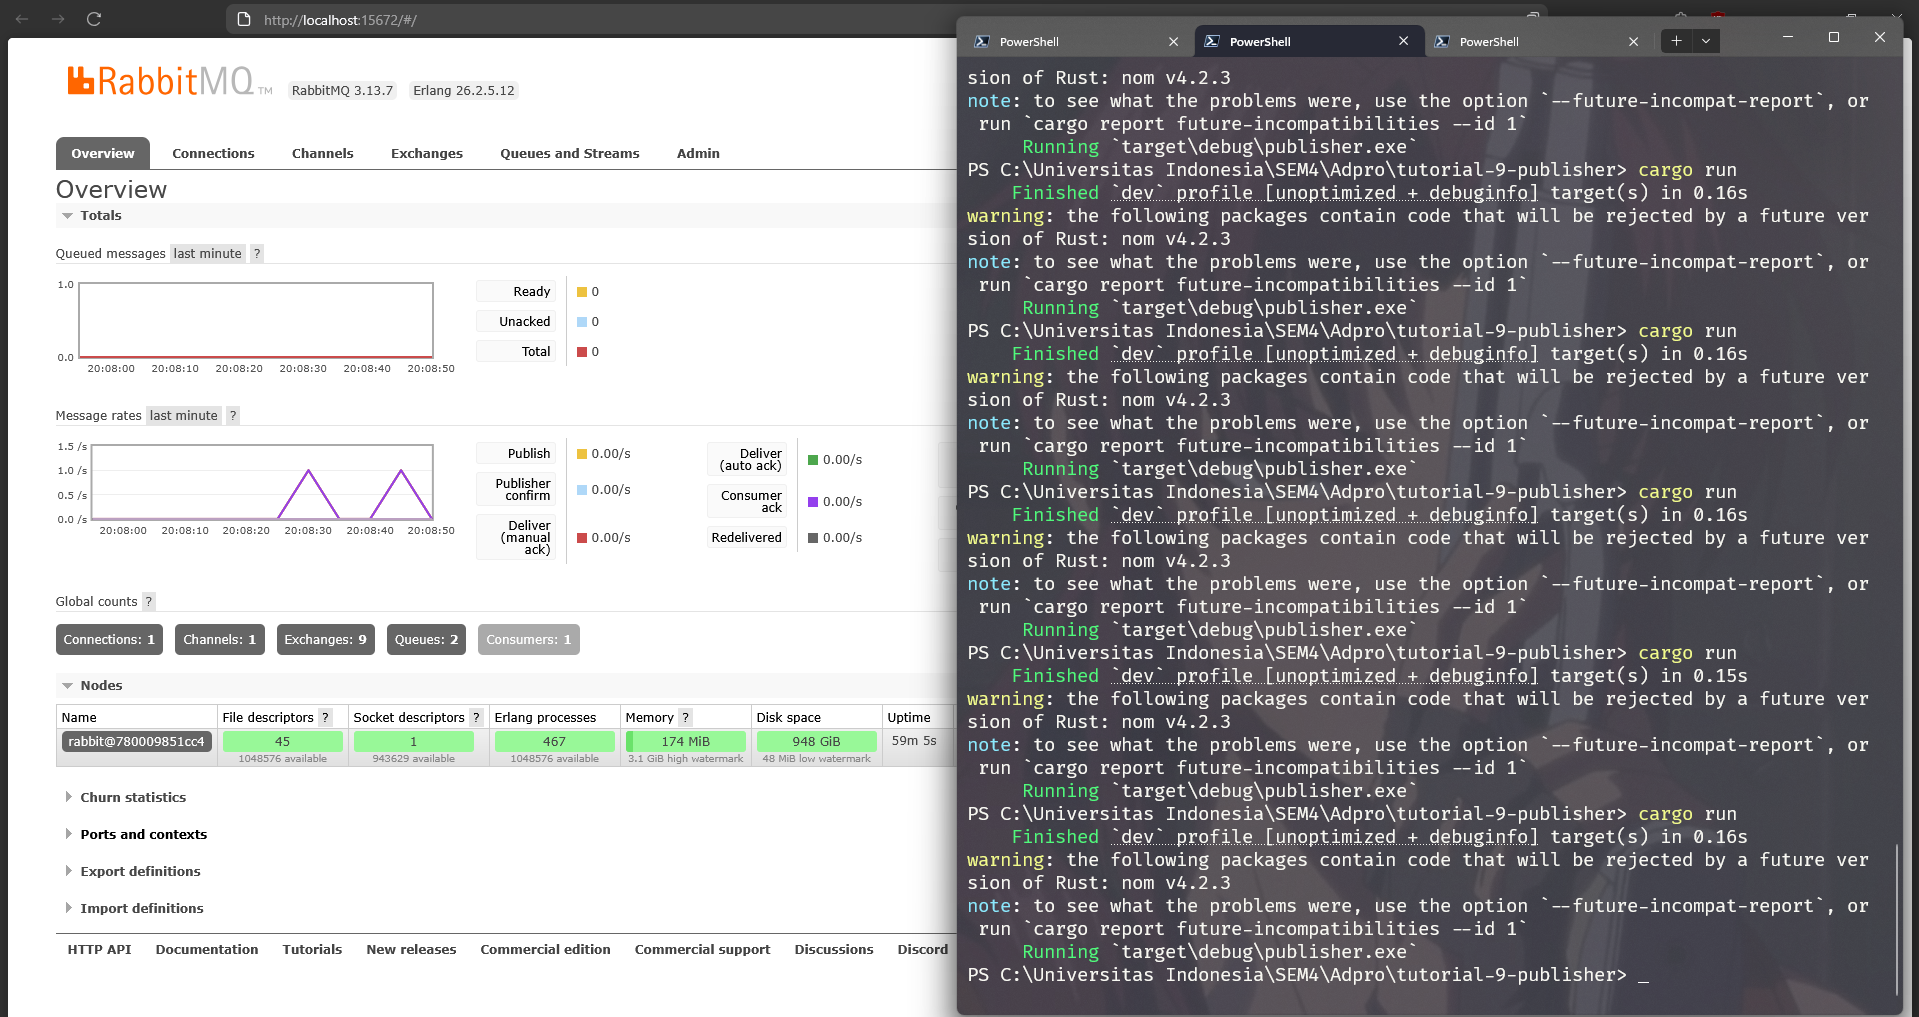 http://localhost:15672/#/
RabbitMQ TM
RabbitMQ 3.13.7
Erlang 26.2.5.12
Overview
Connections
Channels
Exchanges
Queues and Streams
Admin
Overview
Totals
Queued messages last minute ?
1.0
0.0
20:08:00 20:08:10 20:08:20 20:08:30 20:08:40 20:08:50
Ready 0
Unacked 0
Total 0
Message rates last minute ?
1.5 /s
1.0 /s
0.5 /s
0.0 /s
20:08:00 20:08:10 20:08:20 20:08:30 20:08:40 20:08:50
Publish 0.00/s
Publisher
confirm 0.00/s
Deliver
(manual
ack) 0.00/s
Deliver
(auto ack) 0.00/s
Consumer
ack 0.00/s
Redelivered 0.00/s
Global counts ?
Connections: 1
Channels: 1
Exchanges: 9
Queues: 2
Consumers: 1
Nodes
Name File descriptors ? Socket descriptors ? Erlang processes Memory ? Disk space Uptime
rabbit@780009851cc4 45 1 467 174 MiB 948 GiB 59m 5s
1048576 available 943629 available 1048576 available 3.1 GiB high watermark 48 MiB low watermark
Churn statistics
Ports and contexts
Export definitions
Import definitions
HTTP API Documentation Tutorials New releases Commercial edition Commercial support Discussions Discord
PowerShell
PowerShell
PowerShell
sion of Rust: nom v4.2.3
note: to see what the problems were, use the option `--future-incompat-report`, or
run `cargo report future-incompatibilities --id 1`
Running `target\debug\publisher.exe`
PS C:\Universitas Indonesia\SEM4\Adpro\tutorial-9-publisher> cargo run
Finished `dev` profile [unoptimized + debuginfo] target(s) in 0.16s
warning: the following packages contain code that will be rejected by a future ver
sion of Rust: nom v4.2.3
note: to see what the problems were, use the option `--future-incompat-report`, or
run `cargo report future-incompatibilities --id 1`
Running `target\debug\publisher.exe`
PS C:\Universitas Indonesia\SEM4\Adpro\tutorial-9-publisher> cargo run
Finished `dev` profile [unoptimized + debuginfo] target(s) in 0.16s
warning: the following packages contain code that will be rejected by a future ver
sion of Rust: nom v4.2.3
note: to see what the problems were, use the option `--future-incompat-report`, or
run `cargo report future-incompatibilities --id 1`
Running `target\debug\publisher.exe`
PS C:\Universitas Indonesia\SEM4\Adpro\tutorial-9-publisher> cargo run
Finished `dev` profile [unoptimized + debuginfo] target(s) in 0.16s
warning: the following packages contain code that will be rejected by a future ver
sion of Rust: nom v4.2.3
note: to see what the problems were, use the option `--future-incompat-report`, or
run `cargo report future-incompatibilities --id 1`
Running `target\debug\publisher.exe`
PS C:\Universitas Indonesia\SEM4\Adpro\tutorial-9-publisher> cargo run
Finished `dev` profile [unoptimized + debuginfo] target(s) in 0.15s
warning: the following packages contain code that will be rejected by a future ver
sion of Rust: nom v4.2.3
note: to see what the problems were, use the option `--future-incompat-report`, or
run `cargo report future-incompatibilities --id 1`
Running `target\debug\publisher.exe`
PS C:\Universitas Indonesia\SEM4\Adpro\tutorial-9-publisher> cargo run
Finished `dev` profile [unoptimized + debuginfo] target(s) in 0.16s
warning: the following packages contain code that will be rejected by a future ver
sion of Rust: nom v4.2.3
note: to see what the problems were, use the option `--future-incompat-report`, or
run `cargo report future-incompatibilities --id 1`
Running `target\debug\publisher.exe`
PS C:\Universitas Indonesia\SEM4\Adpro\tutorial-9-publisher> _